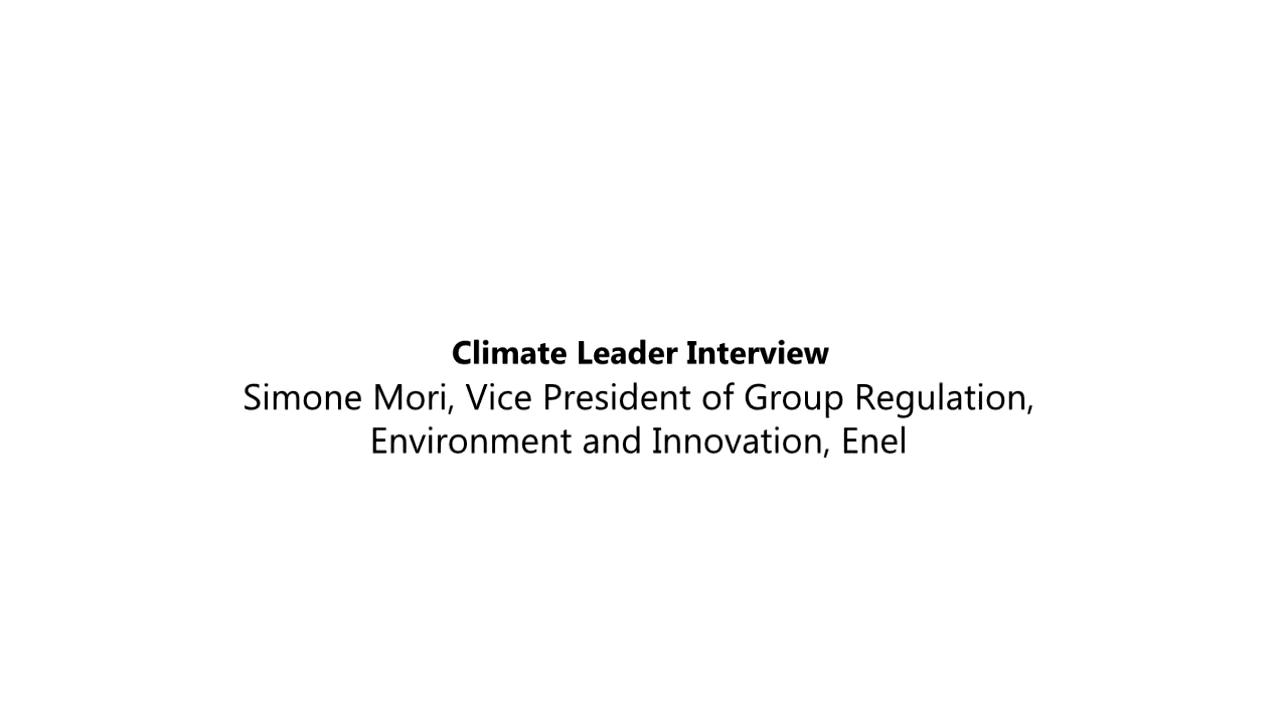 Climate Leader Interview
Simone Mori, Vice President of Group Regulation,
Environment and Innovation, Enel